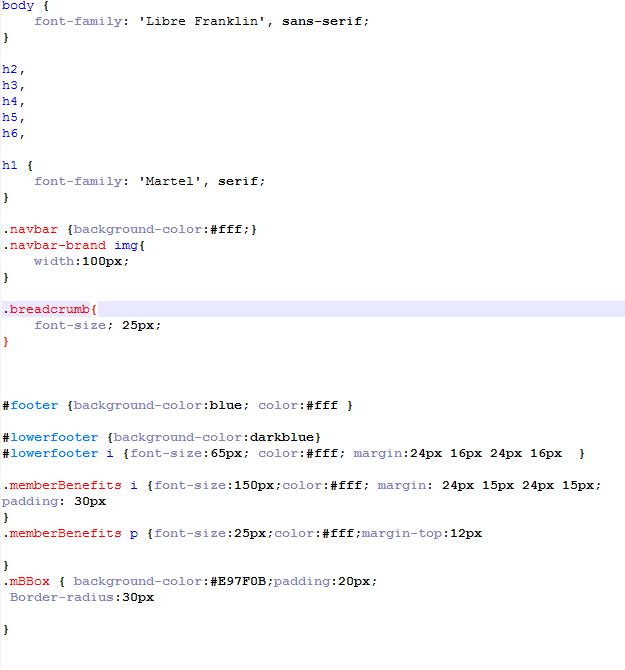 body {
    font-family: 'Libre Franklin', sans-serif;
}
h2,
h3,
h4,
h5,
h6,
h1 {
    font-family: 'Martel', serif;
}
.navbar {background-color:#fff;}
.navbar-brand img{
    width:100px;
}
.breadcrumb{
    font-size; 25px;
}
#footer {background-color:blue; color:#fff }
#lowerfooter {background-color:darkblue}
#lowerfooter i {font-size:65px; color:#fff; margin:24px 16px 24px 16px  }
.memberBenefits i {font-size:150px;color:#fff; margin: 24px 15px 24px 15px;
padding: 30px
}
.memberBenefits p {font-size:25px;color:#fff;margin-top:12px
}
.mBBox { background-color:#E97F0B;padding:20px;
 Border-radius:30px
}